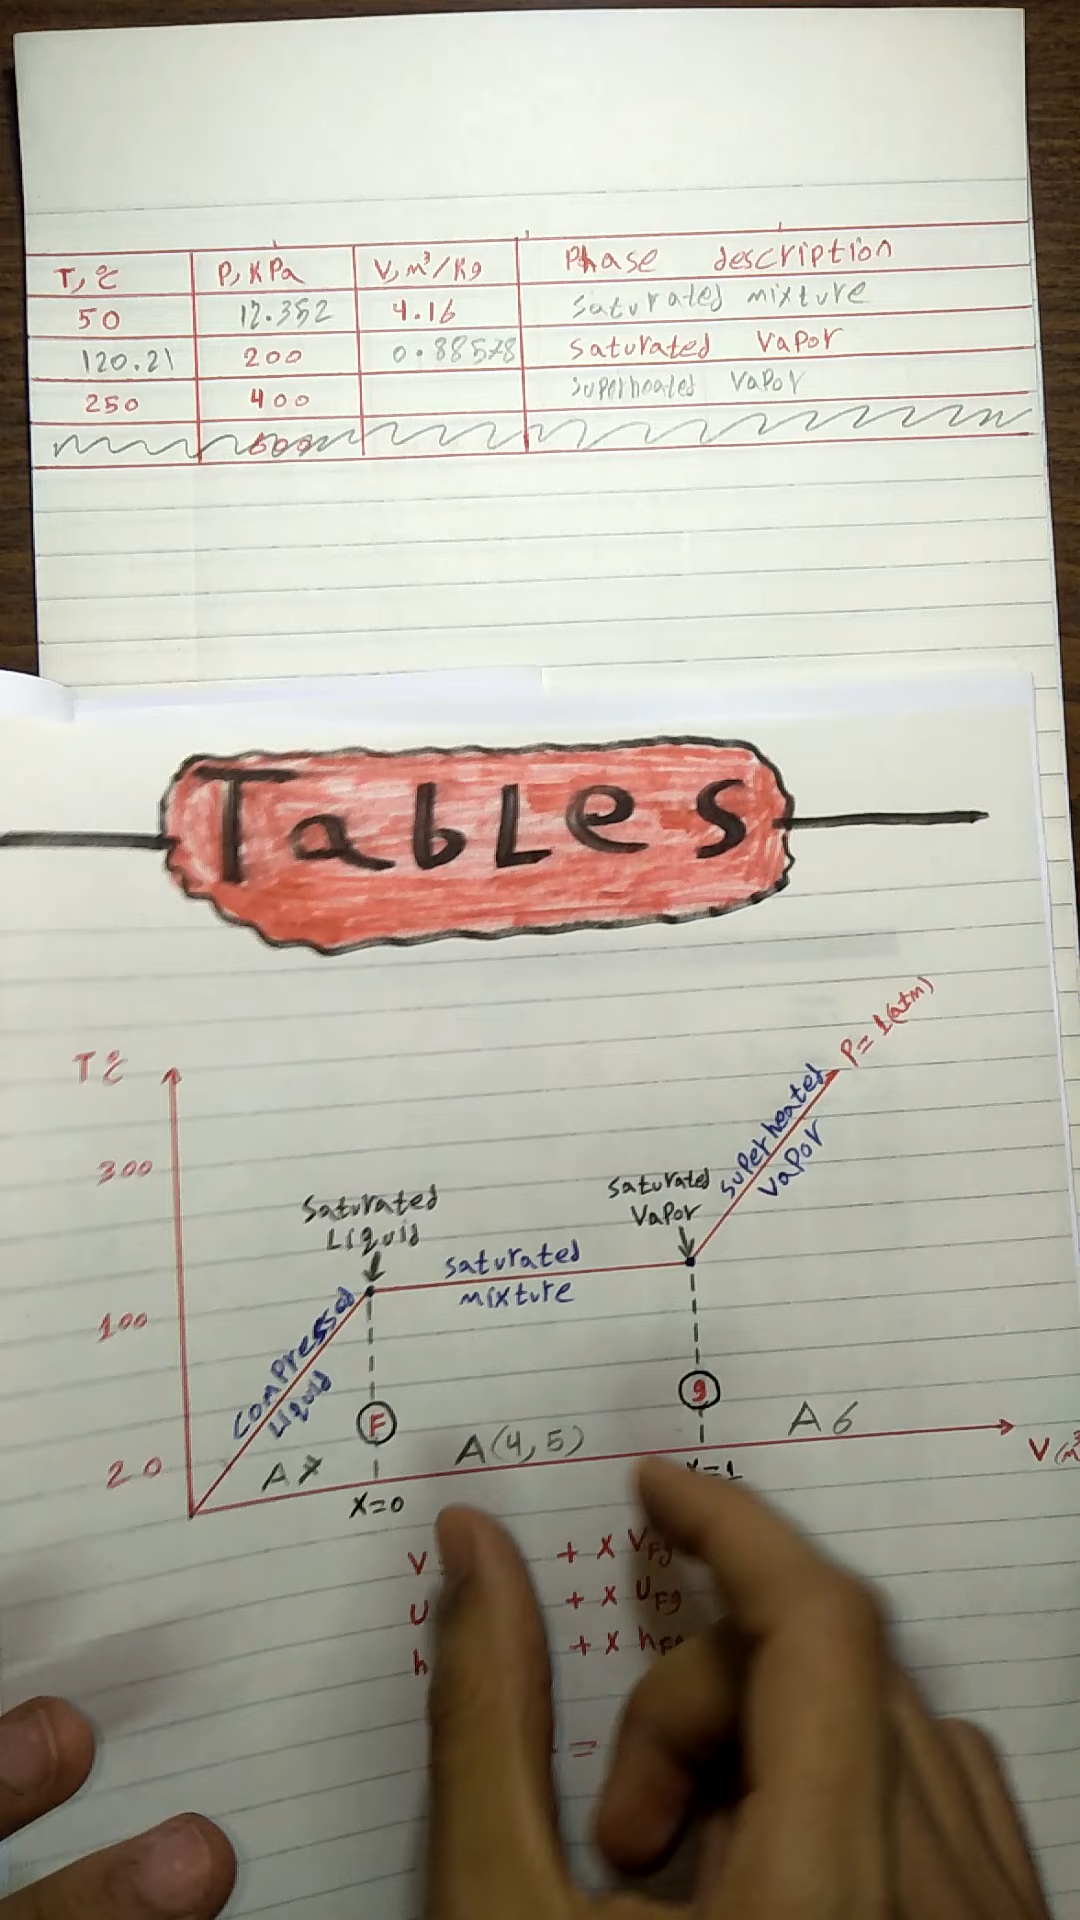 T,°C P,KPa V,m³/Kg Phase description
50 12.352 4.16 saturated mixture
120.21 200 0.88578 saturated vapor
250 400 superheated vapor
600
Tables
T°C
P= 1(atm)
300
superheated
vapor
Saturated
Liquid
saturated
vapor
saturated
mixture
100
compressed
Liquid
F
g
20
A7
A(4,5)
A6
x=0
x=1
V + x VFg
U + x UFg
h + x h
=